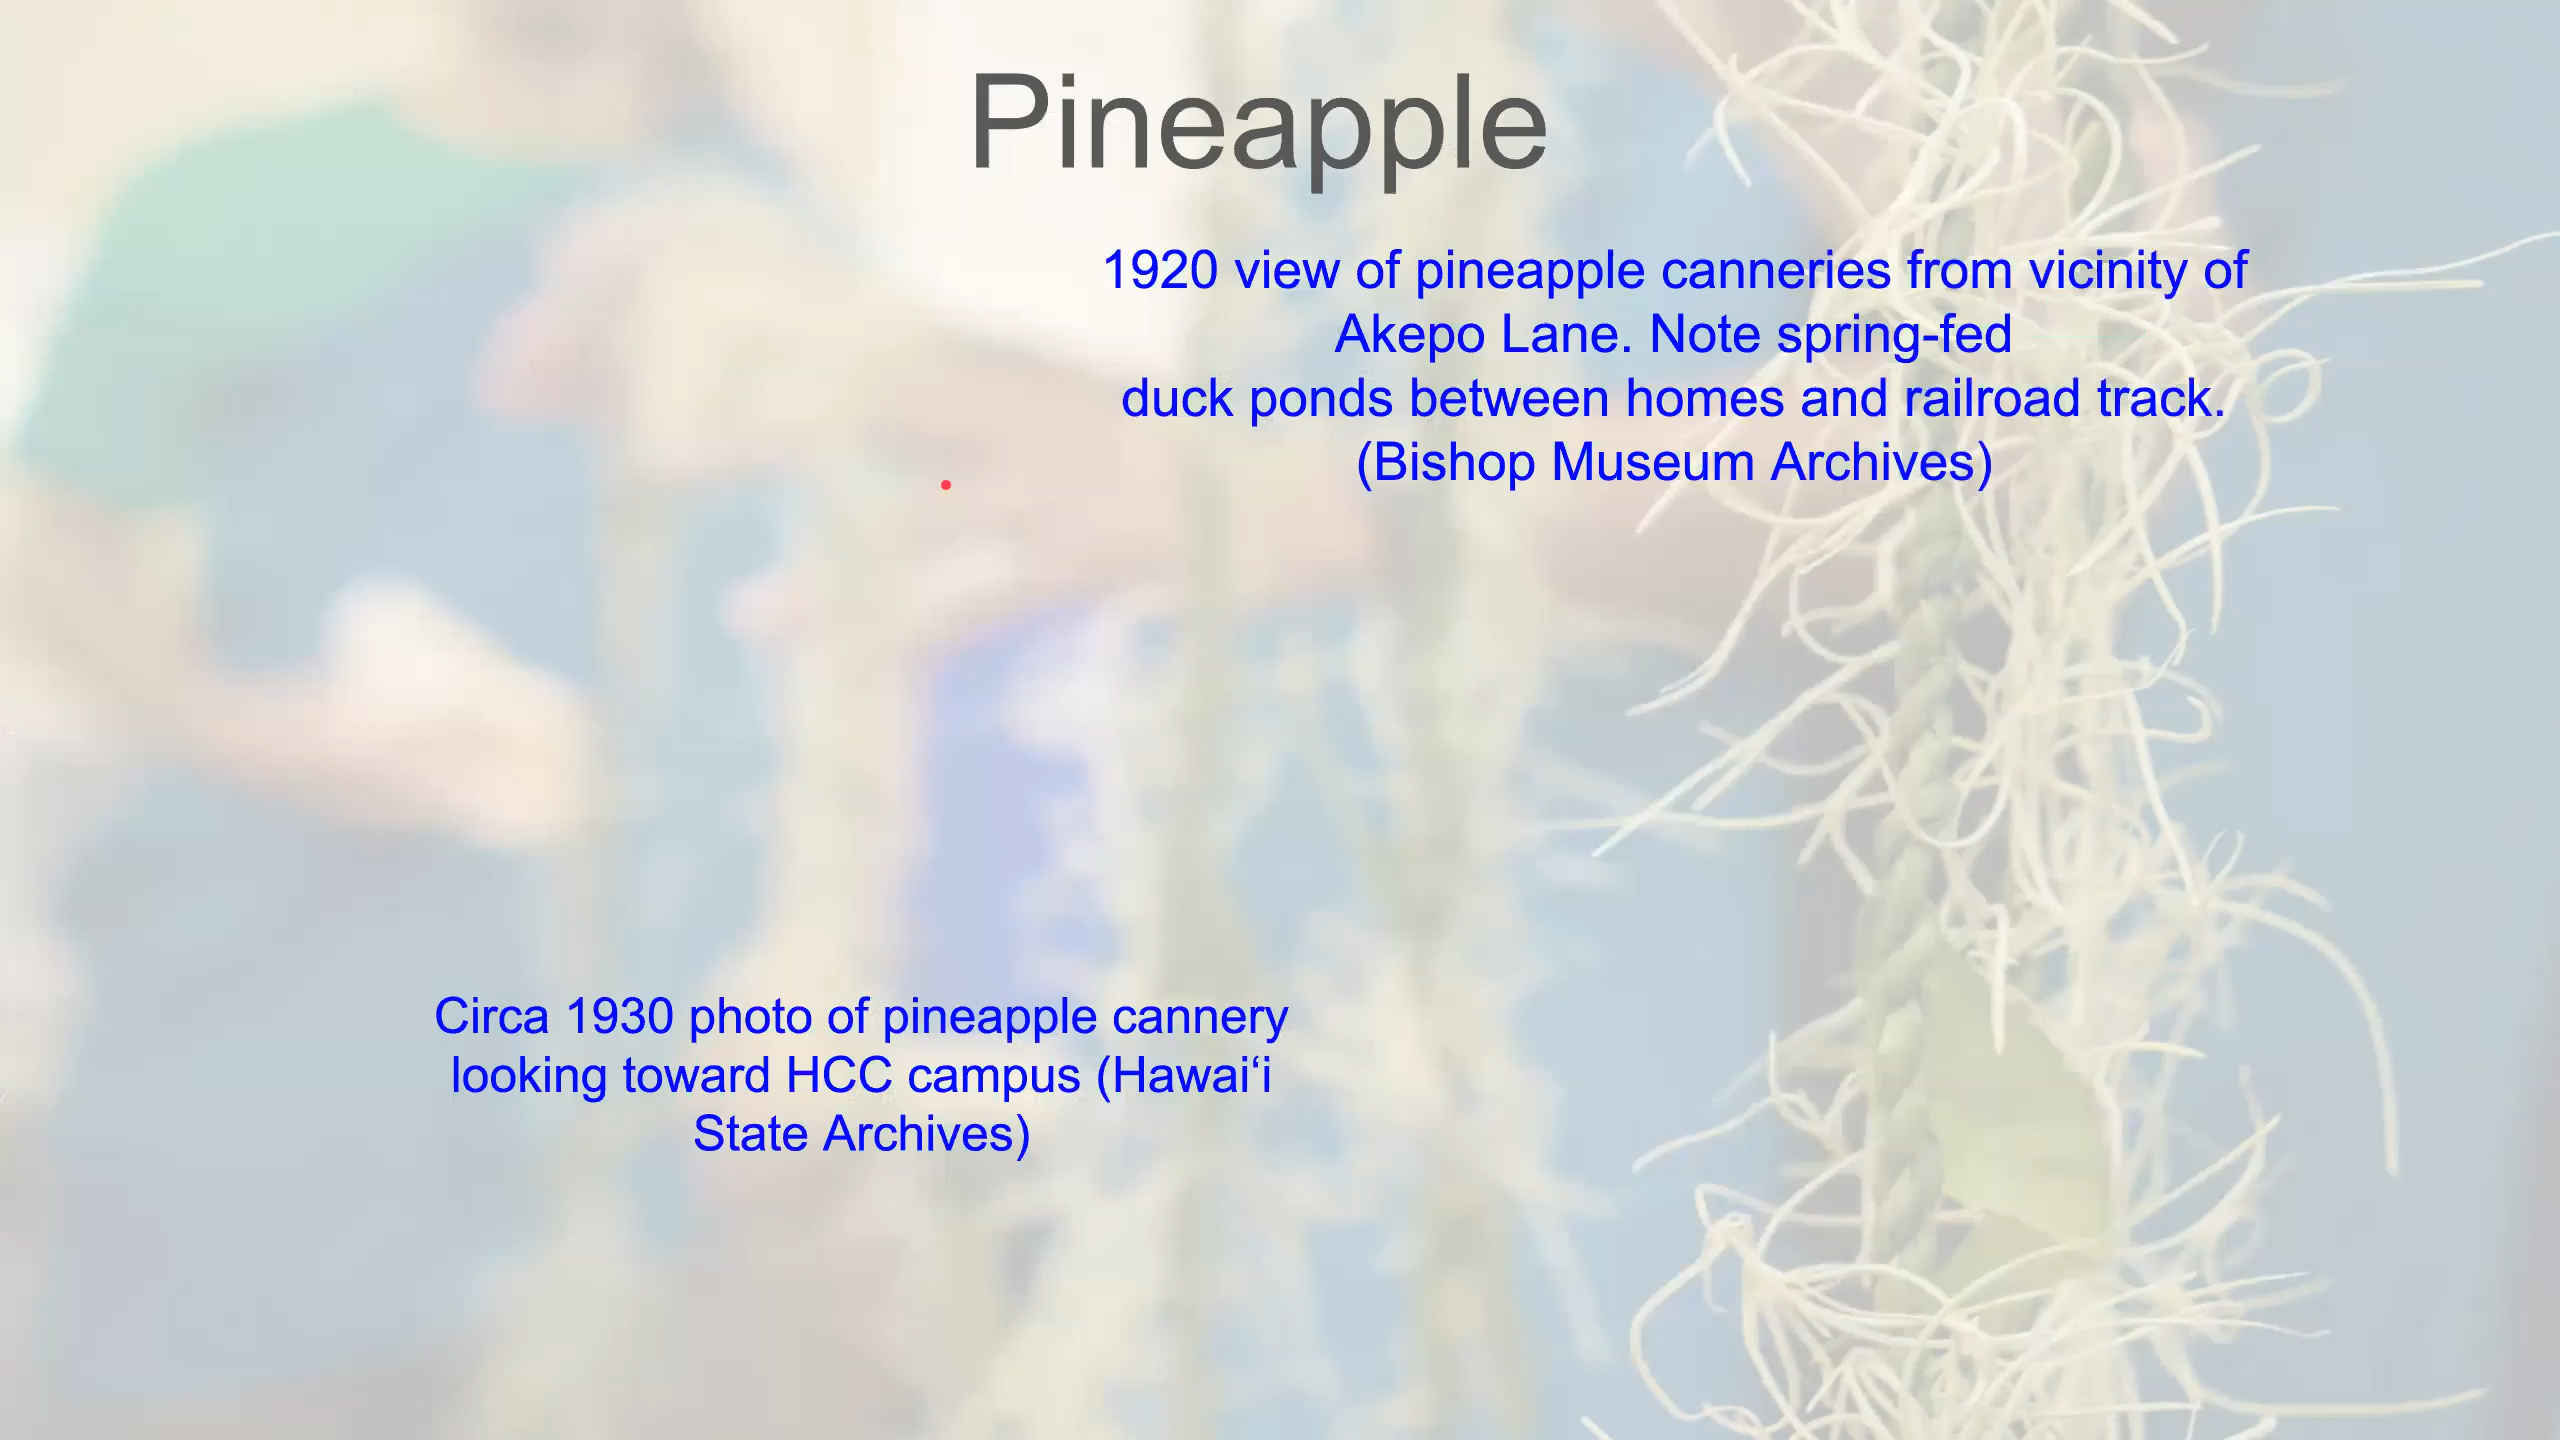 Pineapple
1920 view of pineapple canneries from vicinity of
Akepo Lane. Note spring-fed
duck ponds between homes and railroad track.
(Bishop Museum Archives)
Circa 1930 photo of pineapple cannery
looking toward HCC campus (Hawaiʻi
State Archives)